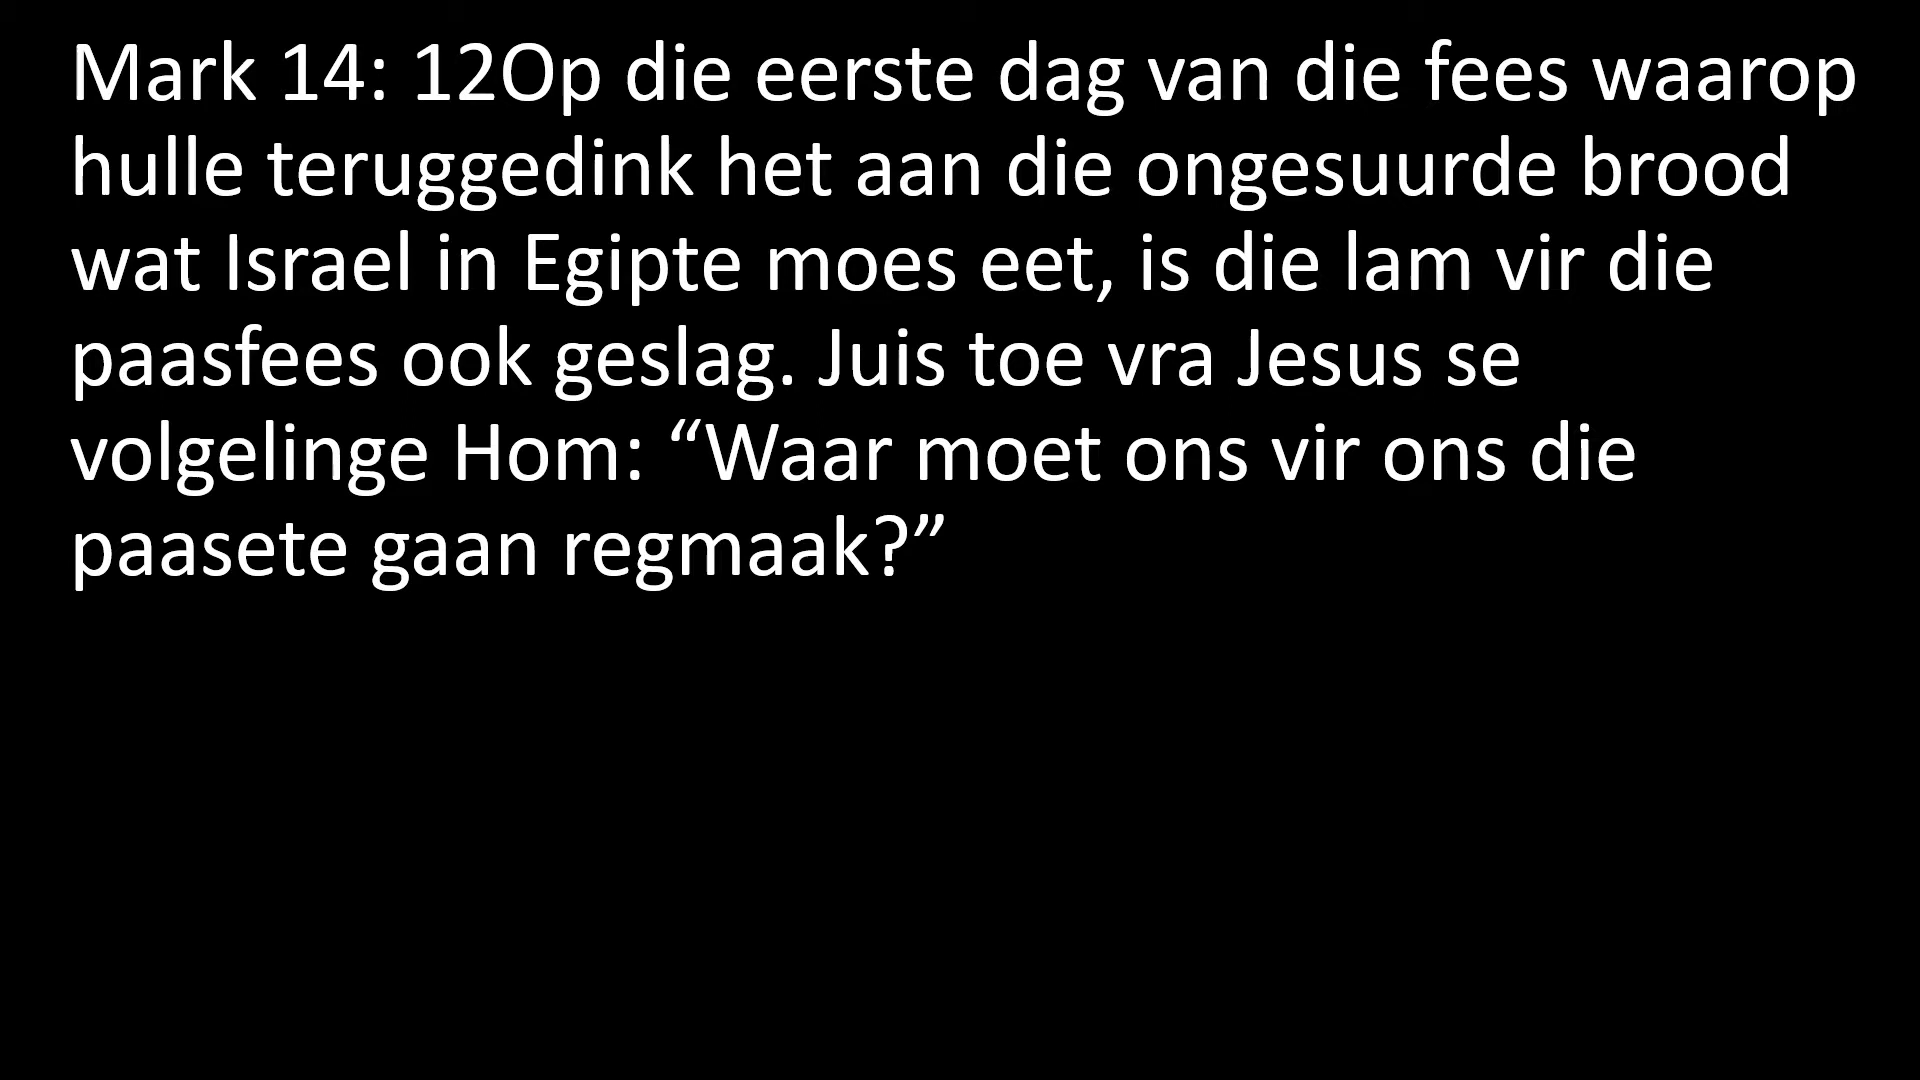 Mark 14: 12Op die eerste dag van die fees waarop
hulle teruggedink het aan die ongesuurde brood
wat Israel in Egipte moes eet, is die lam vir die
paasfees ook geslag. Juis toe vra Jesus se
volgelinge Hom: “Waar moet ons vir ons die
paasete gaan regmaak?”